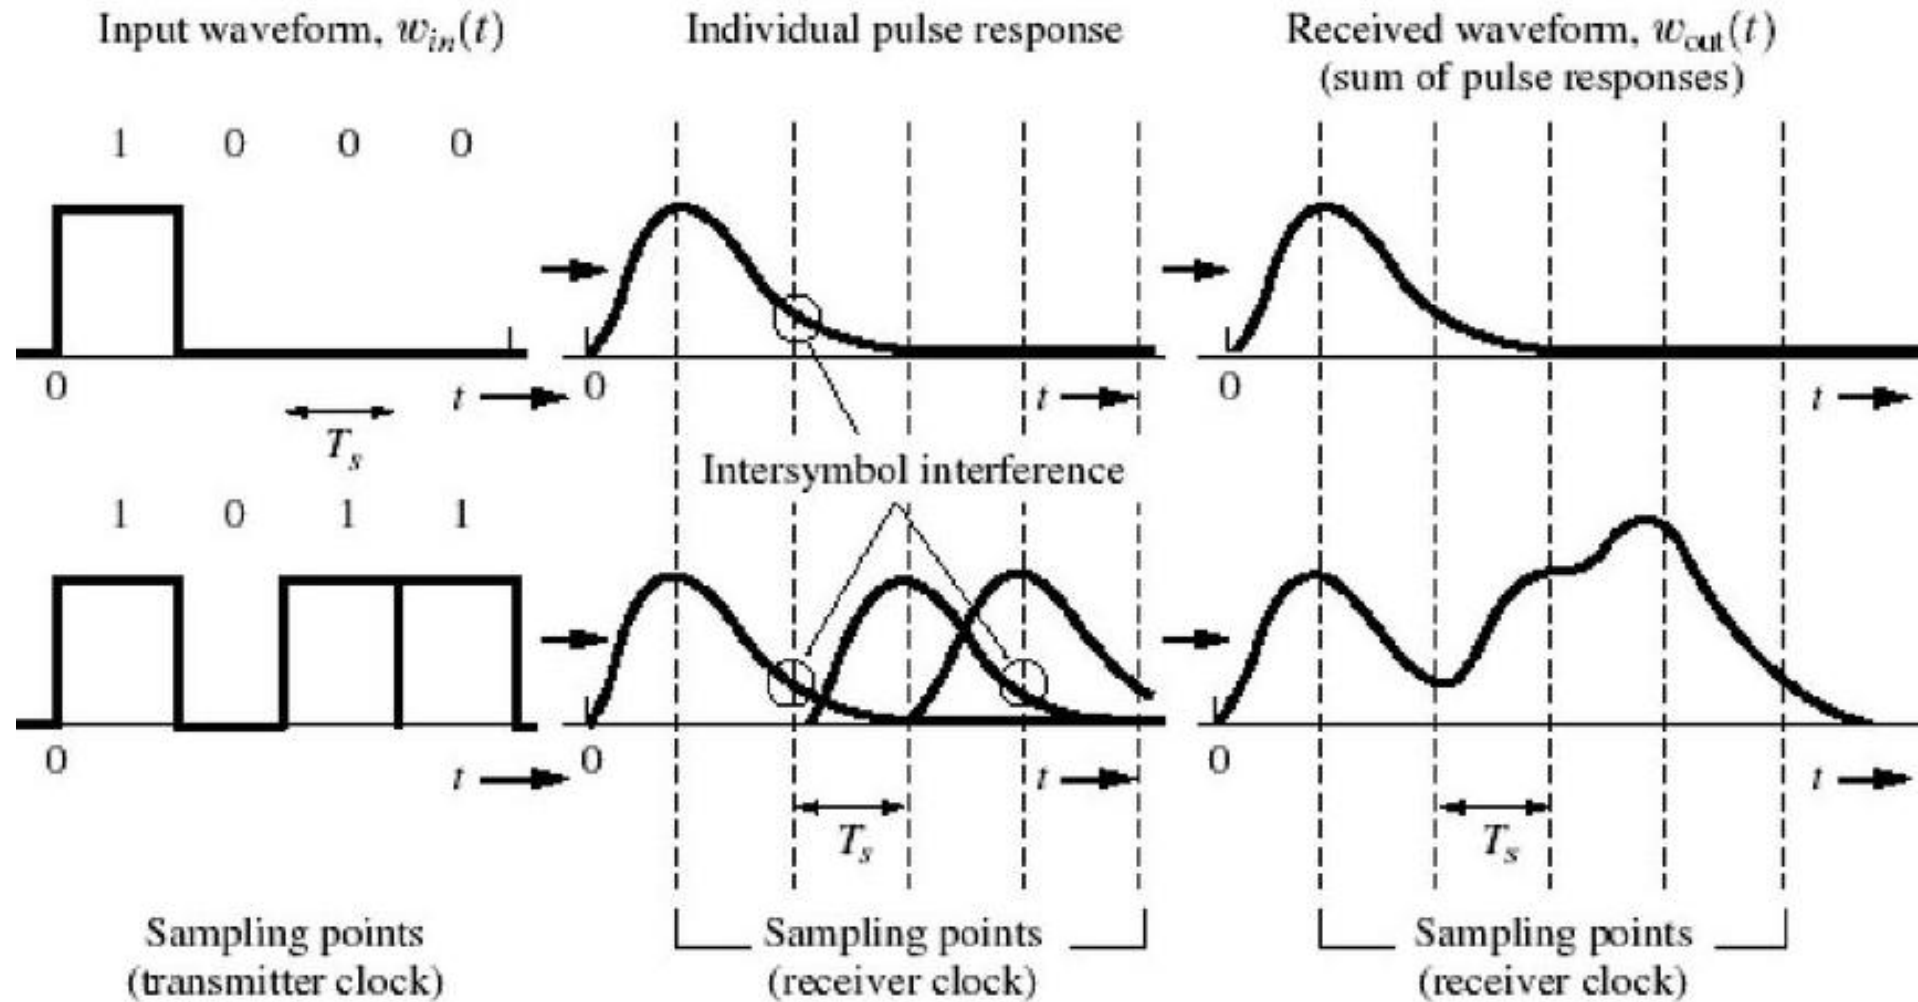 Input waveform, w_in(t)
Individual pulse response
Received waveform, w_out(t)
(sum of pulse responses)
1 0 0 0
0
t
0
t
0
t
T_s
Intersymbol interference
1 0 1 1
0
t
0
t
0
t
T_s
T_s
Sampling points
(transmitter clock)
Sampling points
(receiver clock)
Sampling points
(receiver clock)